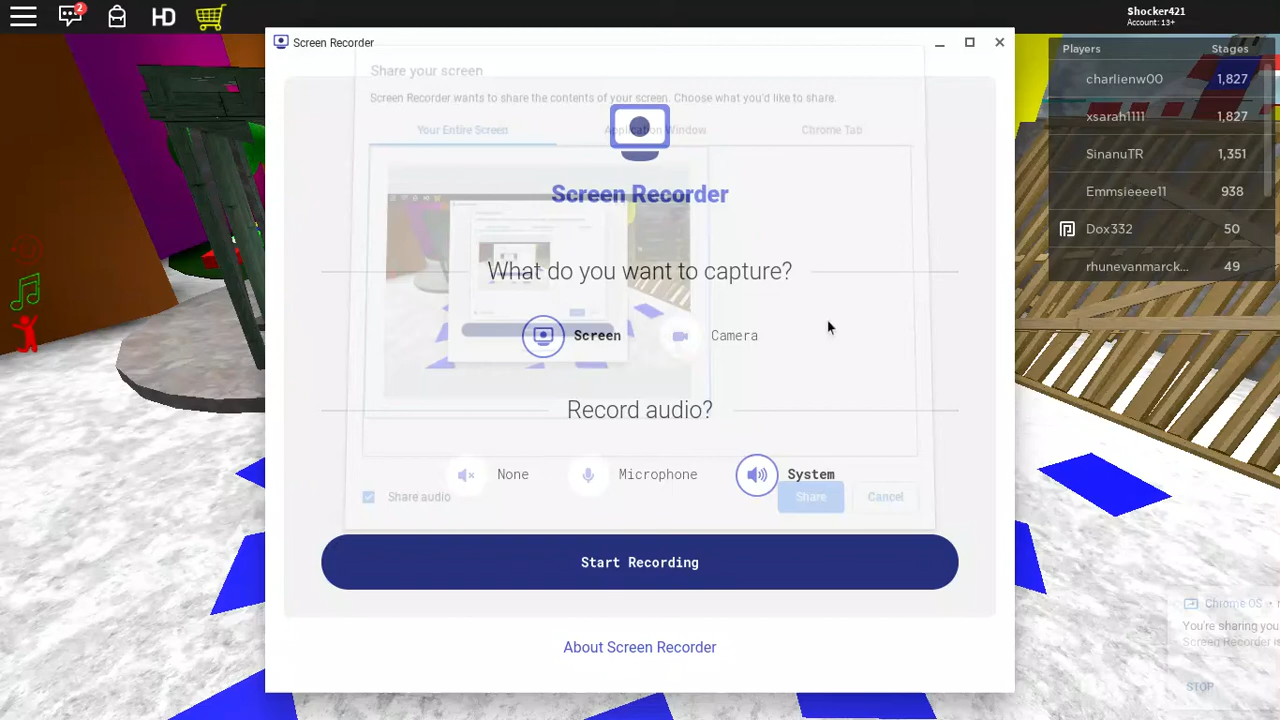 2
HD
Shocker421
Account: 13+
Screen Recorder
Share your screen
Screen Recorder wants to share the contents of your screen. Choose what you'd like to share.
Your Entire Screen
Application Window
Chrome Tab
Screen Recorder
What do you want to capture?
Screen
Camera
Record audio?
None
Microphone
System
Share audio
Share
Cancel
Start Recording
About Screen Recorder
Players Stages
charlienw00 1,827
xsarah1111 1,827
SinanuTR 1,351
Emmsieeee11 938
Dox332 50
rhunevanmarck... 49
Chrome OS •
You're sharing you
Screen Recorder is
STOP